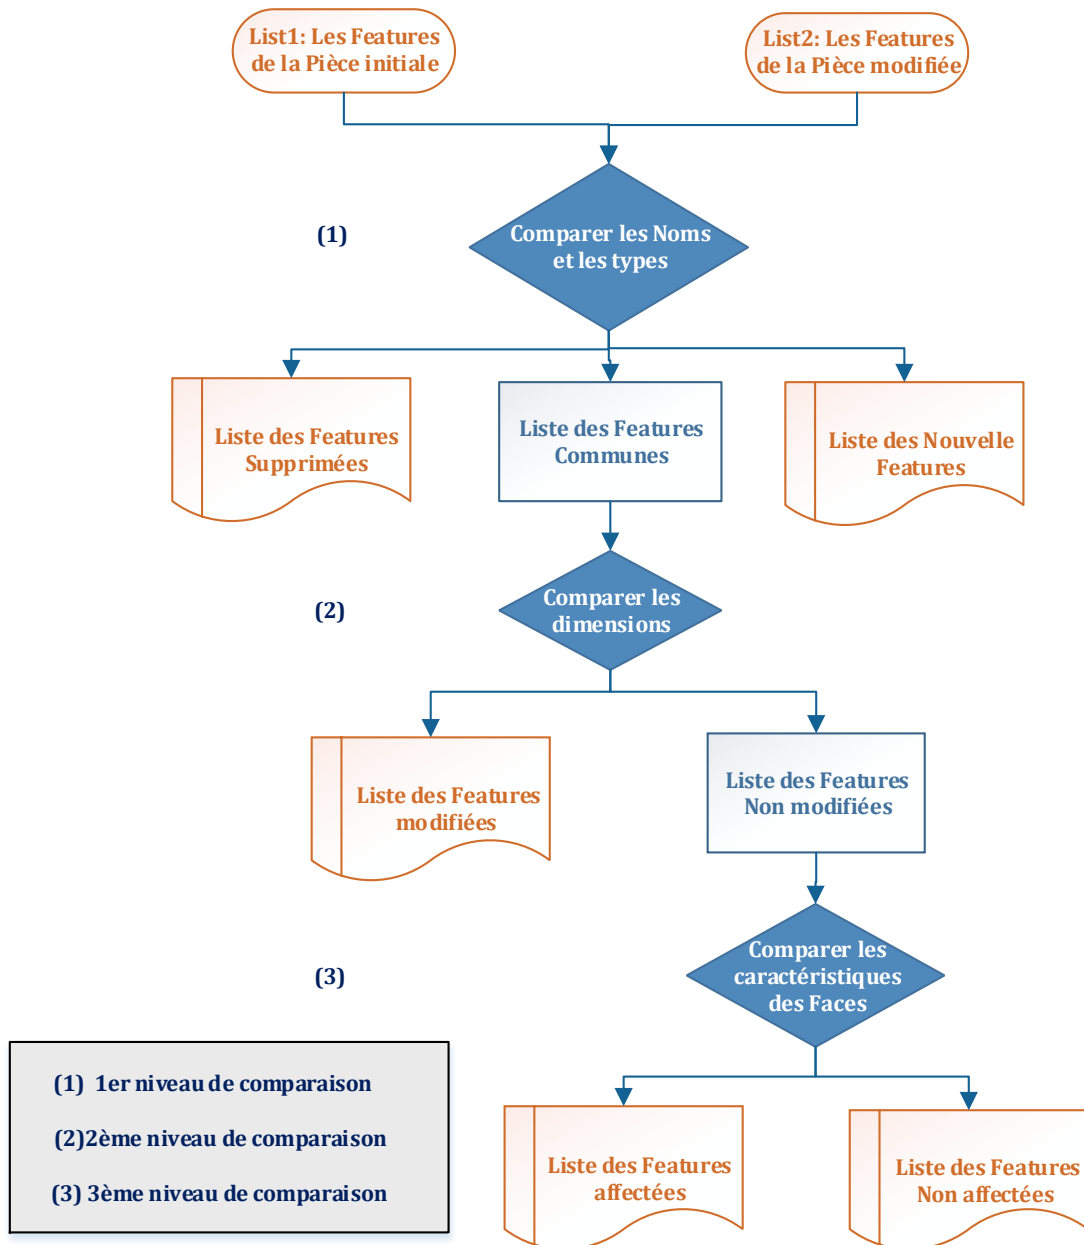 List1: Les Features
de la Pièce initiale
List2: Les Features
de la Pièce modifiée
(1)
Comparer les Noms
et les types
Liste des Features
Supprimées
Liste des Features
Communes
Liste des Nouvelle
Features
(2)
Comparer les
dimensions
Liste des Features
modifiées
Liste des Features
Non modifiées
(3)
Comparer les
caractéristiques
des Faces
(1) 1er niveau de comparaison
(2)2ème niveau de comparaison
(3) 3ème niveau de comparaison
Liste des Features
affectées
Liste des Features
Non affectées